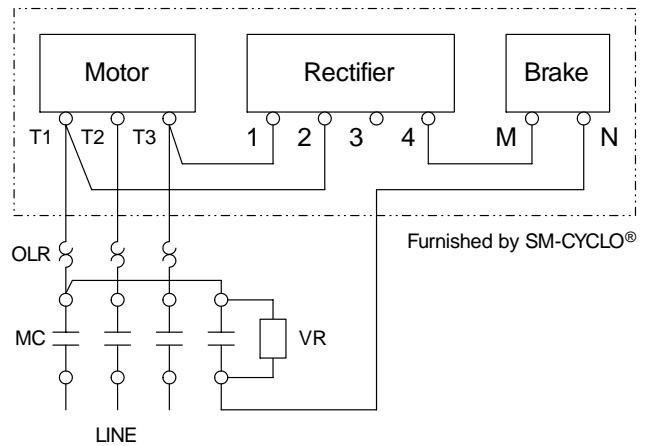 Motor Rectifier Brake
T1 T2 T3 1 2 3 4 M N
Furnished by SM-CYCLO®
OLR
MC VR
LINE